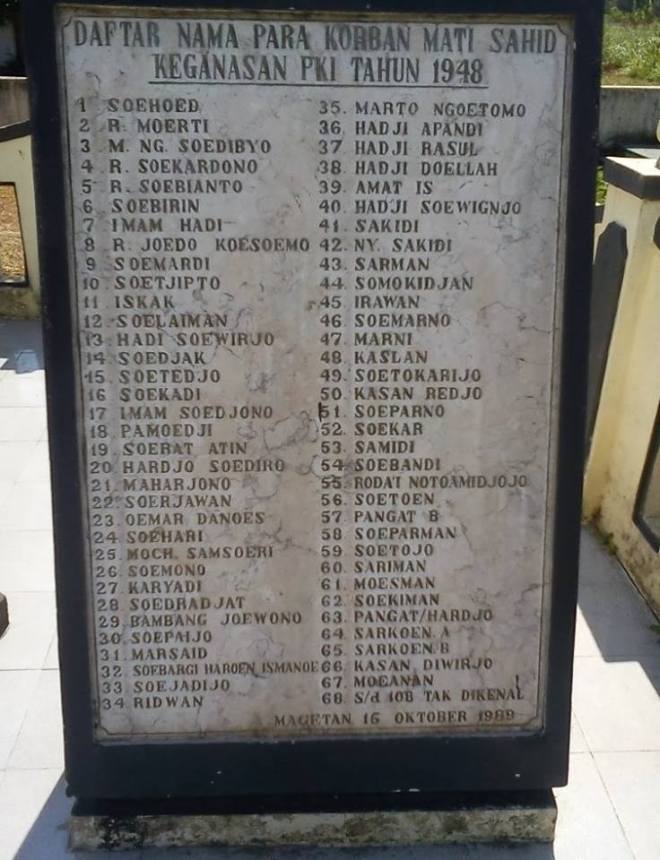 DAFTAR NAMA PARA KORBAN MATI SAHID
KEGANASAN PKI TAHUN 1948
1 SOEHOED
2 R. MOERTI
3 M. NG. SOEDIBYO
4 R. SOEKARDONO
5 R. SOEBIANTO
6 SOEBIRIN
7 IMAM HADI
8 R. JOEDO KOESOEMO
9 SOEMARDI
10 SOETJIPTO
11 ISKAK
12 SOELAIMAN
13 HADI SOEWIRJO
14 SOEDJAK
15. SOETEDJO
16 SOEKADI
17 IMAM SOEDJONO
18 PAMOEDJI
19. SOEBAT ATIN
20 HARDJO SOEDIRO
21. MAHARJONO
22. SOERJAWAN
23. OEMAR DANOES
24. SOEHARI
25. MOCH. SAMSOERI
26. SOEMONO
27. KARYADI
28. SOEDRADJAT
29. BAMBANG JOEWONO
30. SOEPAIJO
31. MARSAID
32. SOEBARGI HAROEN ISMANOE
33. SOEJADIJO
34 RIDWAN
35. MARTO NGOETOMO
36. HADJI APANDI
37. HADJI RASUL
38. HADJI DOELLAH
39. AMAT IS
40. HADJI SOEWIGNJO
41. SAKIDI
42. NY. SAKIDI
43. SARMAN
44. SOMOKIDJAN
45. IRAWAN
46. SOEMARNO
47. MARNI
48. KASLAN
49. SOETOKARIJO
50. KASAN REDJO
51. SOEPARNO
52. SOEKAR
53. SAMIDI
54. SOEBANDI
55. RODA'I NOTOAMIDJOJO
56. SOETOEN
57. PANGAT B
58. SOEPARMAN
59. SOETOJO
60. SARIMAN
61. MOESMAN
62. SOEKIMAN
63. PANGAT/HARDJO
64. SARKOEN. A
65. SARKOEN. B
66. KASAN DIWIRJO
67. MOEANAN
68. S/d 108 TAK DIKENAL
MAGETAN 15 OKTOBER 1989